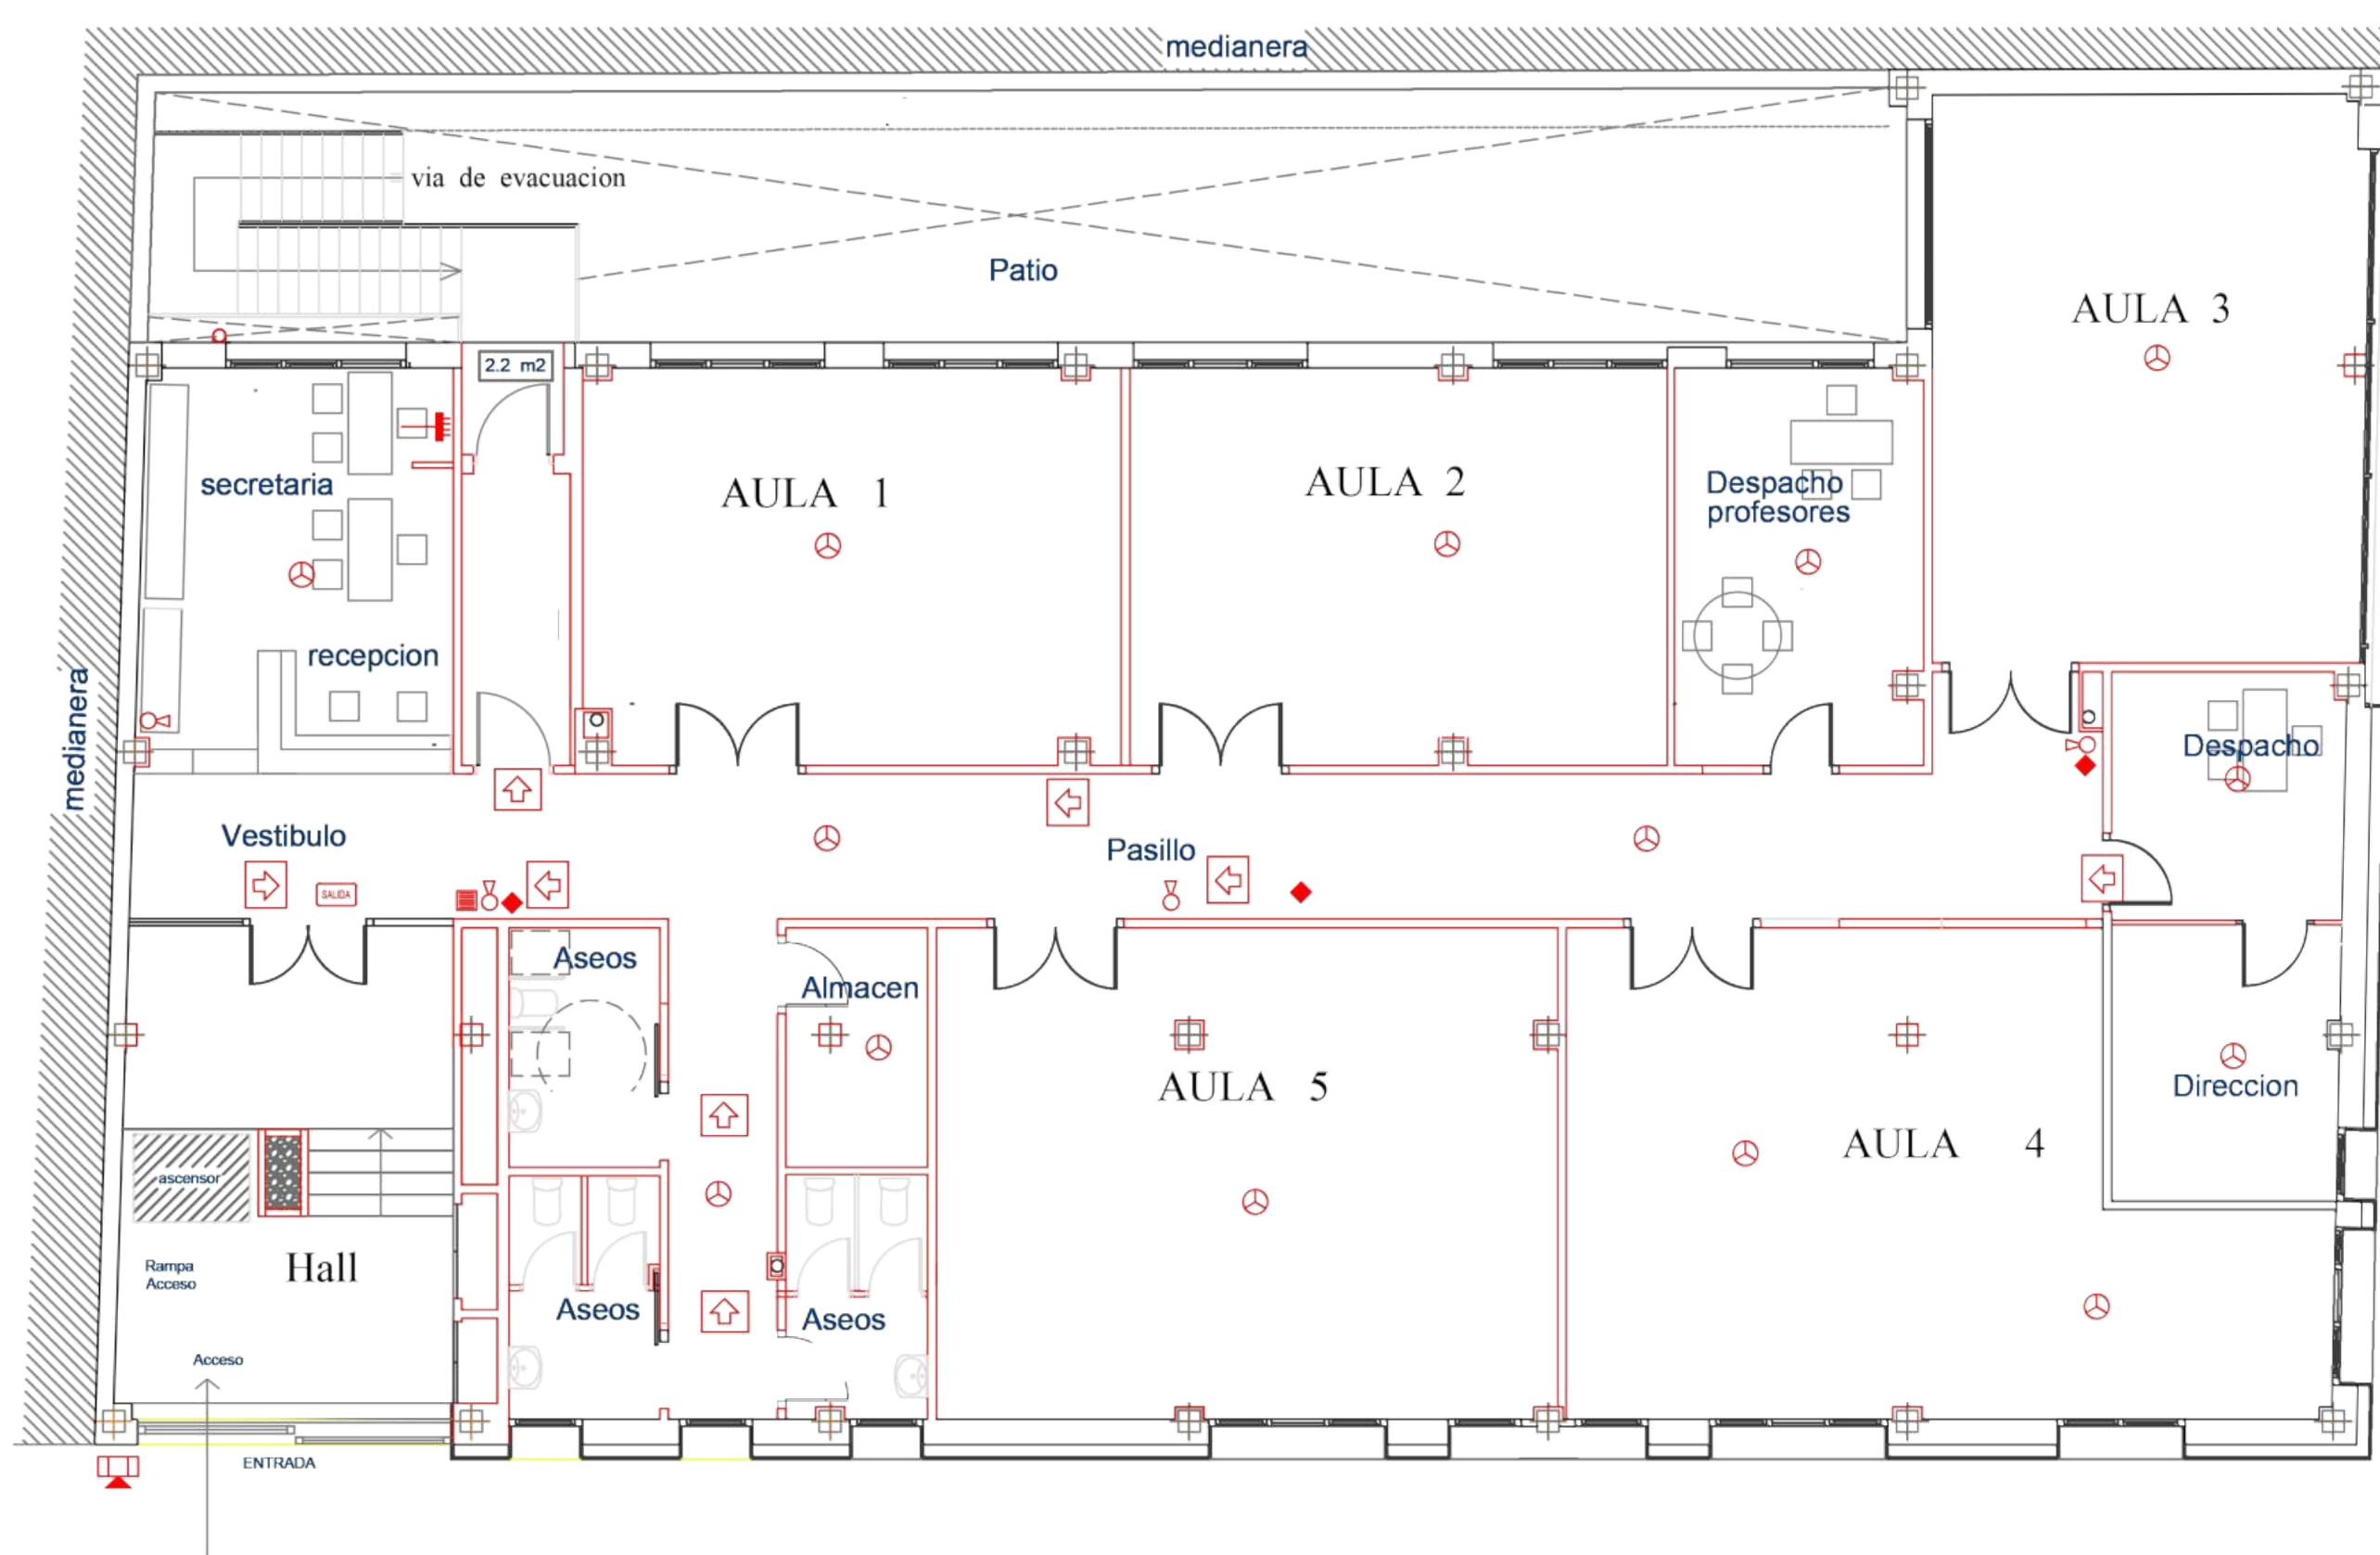 medianera
via de evacuacion
Patio
AULA 3
2.2 m2
secretaria
AULA 1
AULA 2
Despacho
profesores
recepcion
medianera
Despacho
Vestibulo
Pasillo
SALIDA
Aseos
Almacen
AULA 5
Direccion
AULA 4
ascensor
Rampa
Acceso
Hall
Aseos
Aseos
Acceso
ENTRADA